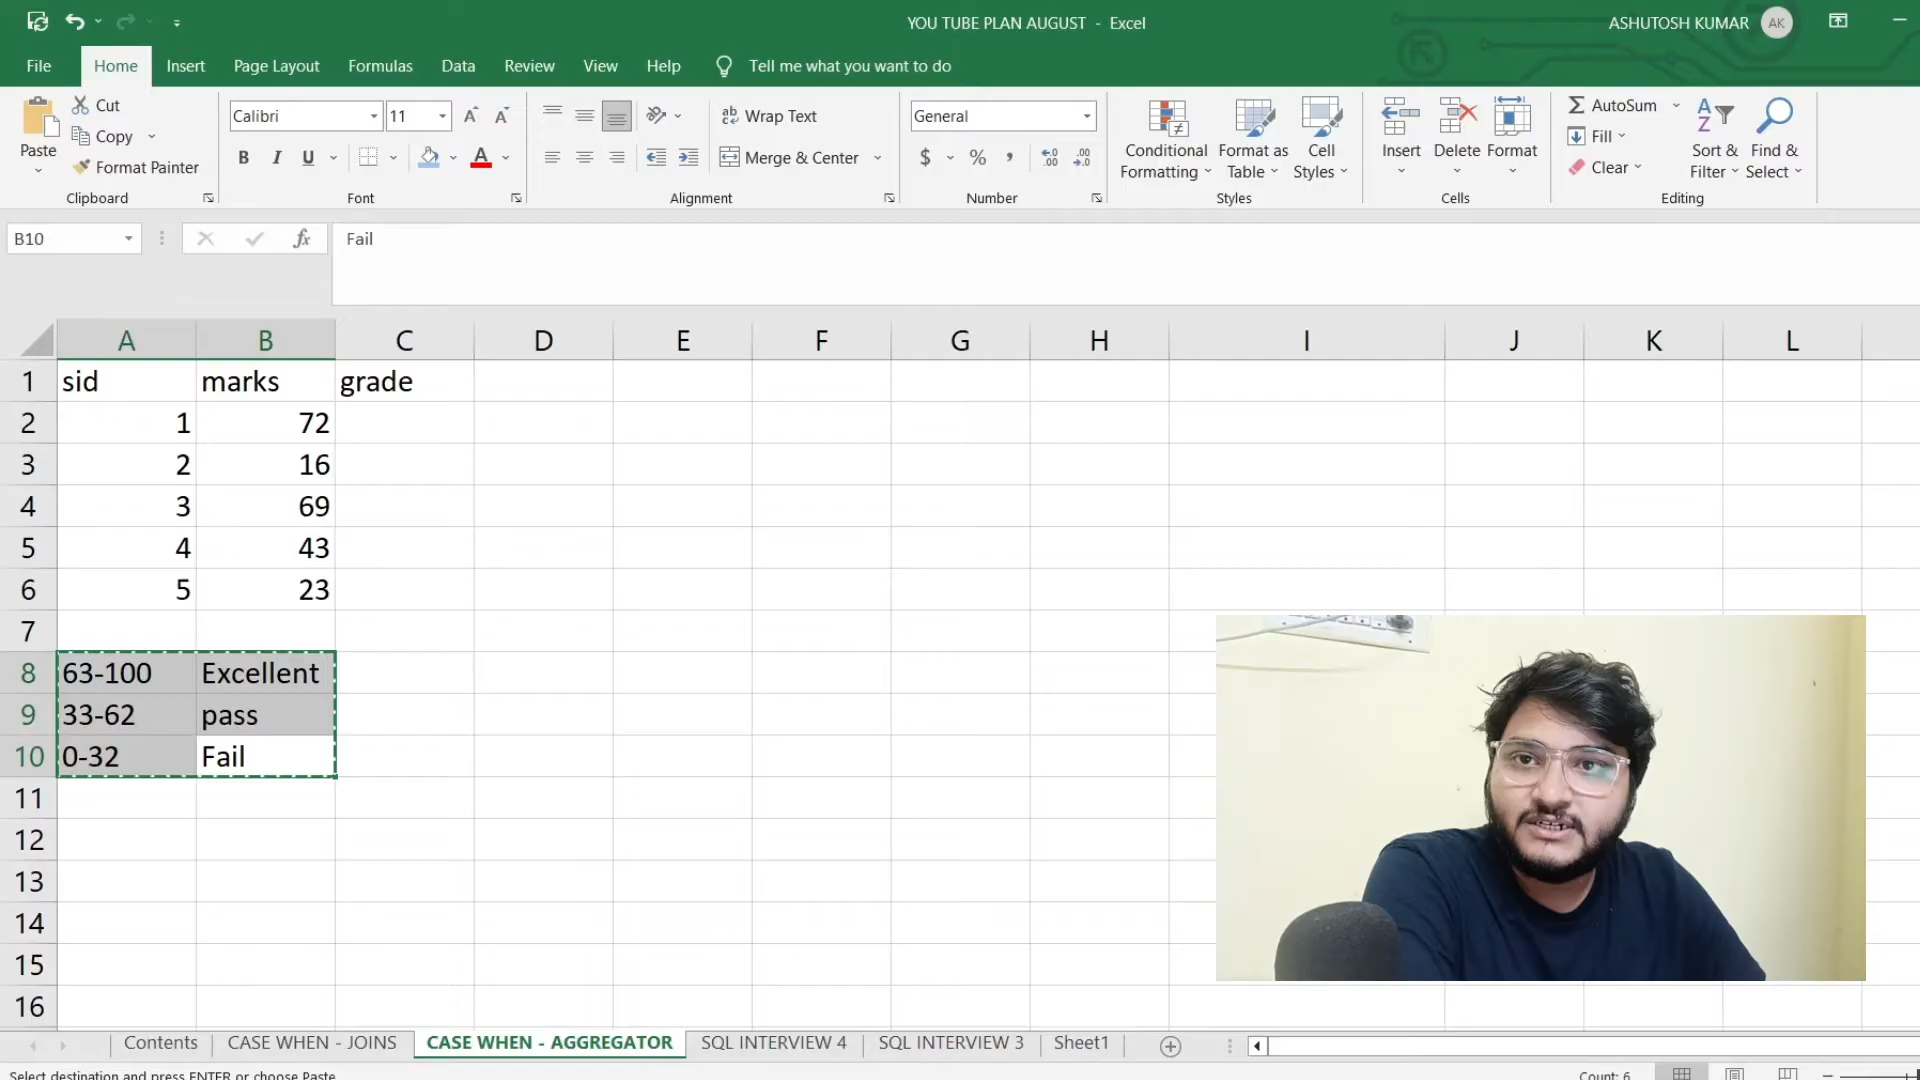 YOU TUBE PLAN AUGUST - Excel
ASHUTOSH KUMAR AK
File Home Insert Page Layout Formulas Data Review View Help Tell me what you want to do
Paste
Cut
Copy
Format Painter
Clipboard
Calibri 11 A A
B I U A
Font
ab Wrap Text
Merge & Center
Alignment
General
$ % ,
Number
Conditional Formatting
Format as Table
Cell Styles
Styles
Insert Delete Format
Cells
AutoSum
Fill
Clear
Sort & Filter
Find & Select
Editing
B10 fx Fail
A B C D E F G H I J K L
1 sid marks grade
2 1 72
3 2 16
4 3 69
5 4 43
6 5 23
7
8 63-100 Excellent
9 33-62 pass
10 0-32 Fail
11
12
13
14
15
16
Contents CASE WHEN - JOINS CASE WHEN - AGGREGATOR SQL INTERVIEW 4 SQL INTERVIEW 3 Sheet1
Select destination and press ENTER or choose Paste Count: 6